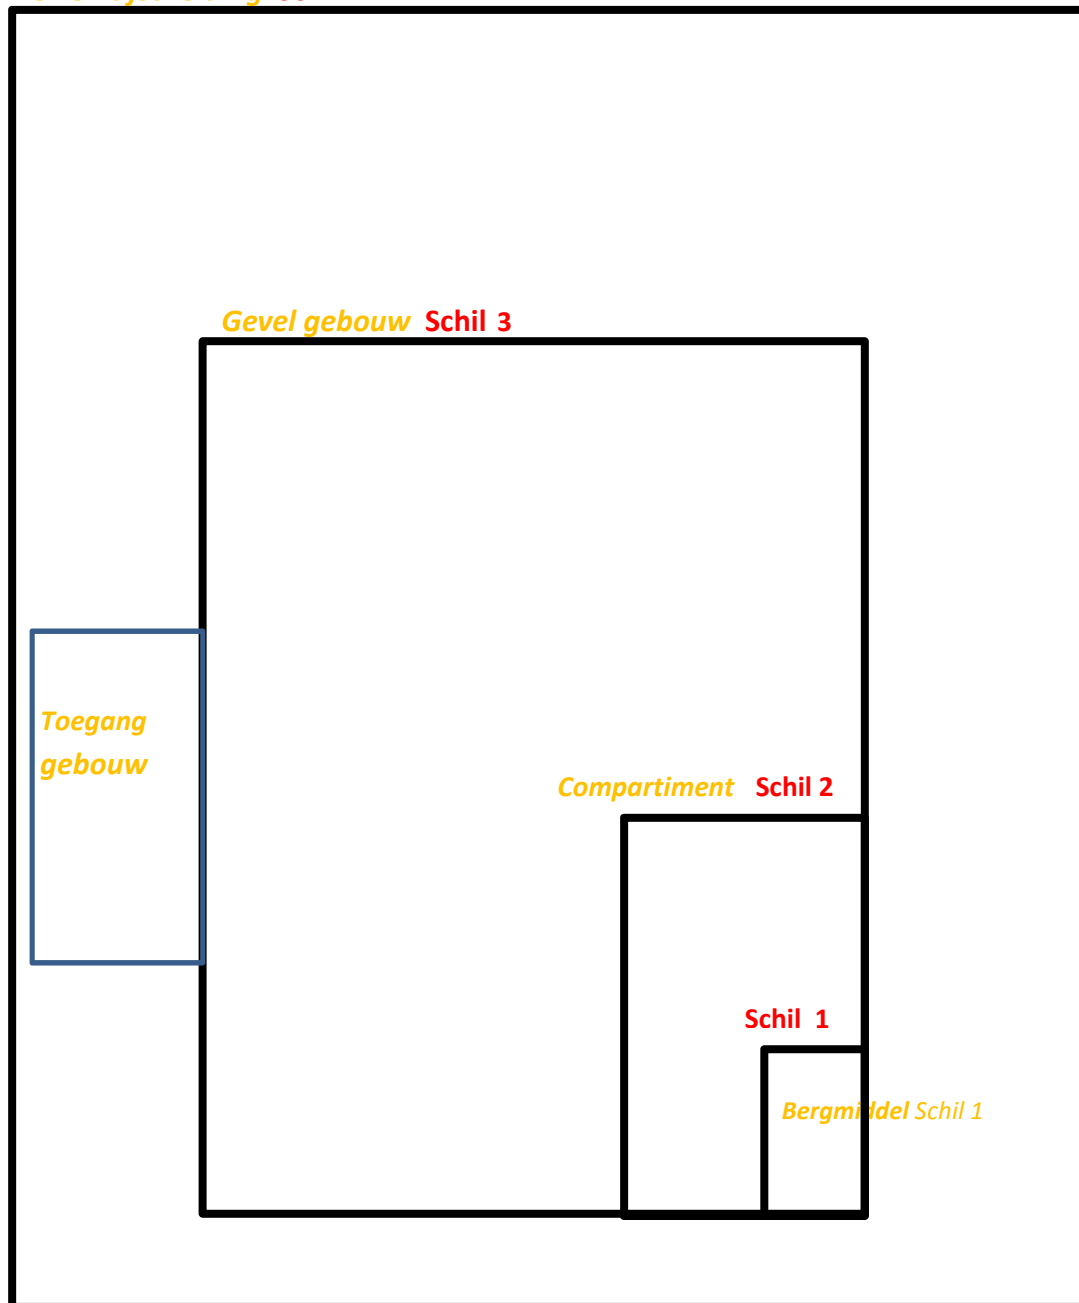 Gevel gebouw Schil 3
Toegang
gebouw
Compartiment Schil 2
Schil 1
Bergmiddel Schil 1